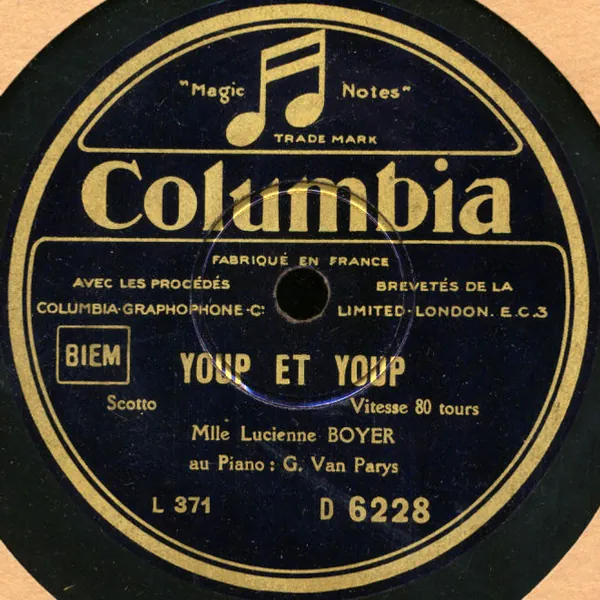 "Magic Notes"
TRADE MARK
Columbia
FABRIQUÉ EN FRANCE
AVEC LES PROCÉDÉS BREVETÉS DE LA
COLUMBIA-GRAPHOPHONE-Cº LIMITED-LONDON. E.C.3
BIEM
YOUP ET YOUP
Scotto Vitesse 80 tours
Mlle Lucienne BOYER
au Piano : G. Van Parys
L 371 D 6228